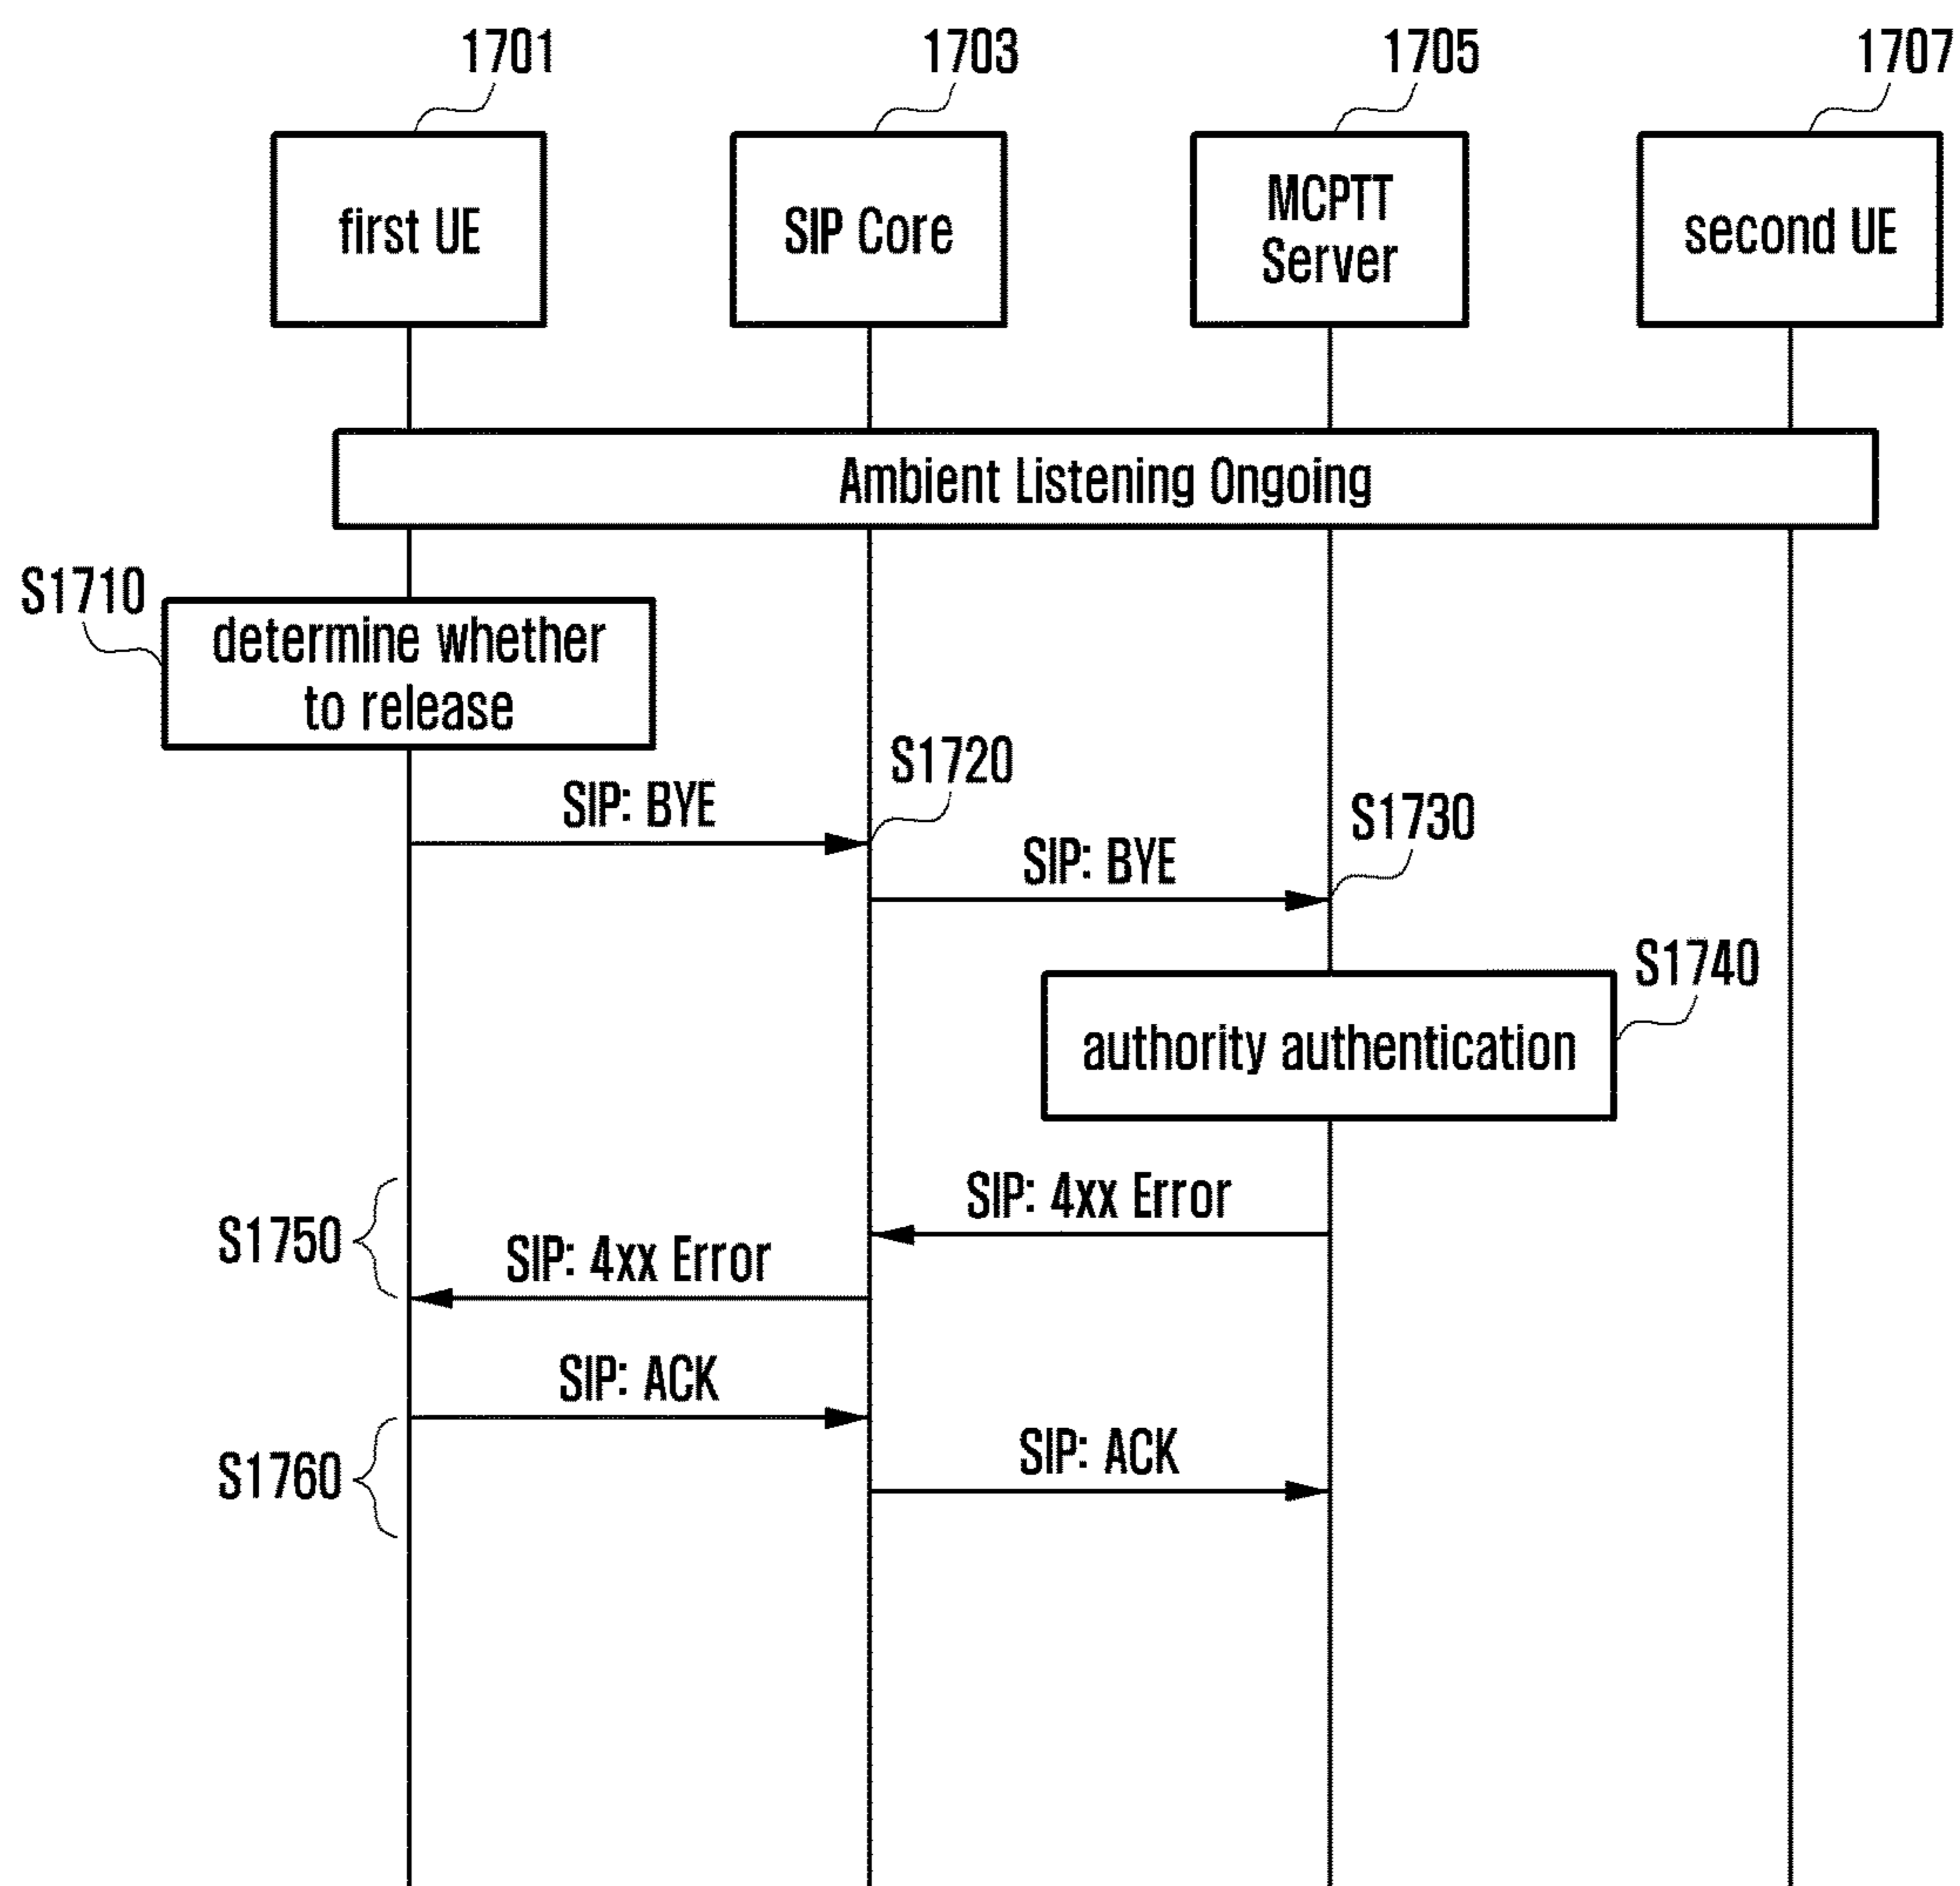 1701
1703
1705
1707
first UE
SIP Core
MCPTT
Server
second UE
Ambient Listening Ongoing
S1710
determine whether
to release
S1720
SIP: BYE
S1730
SIP: BYE
S1740
authority authentication
SIP: 4xx Error
S1750
SIP: 4xx Error
SIP: ACK
S1760
SIP: ACK